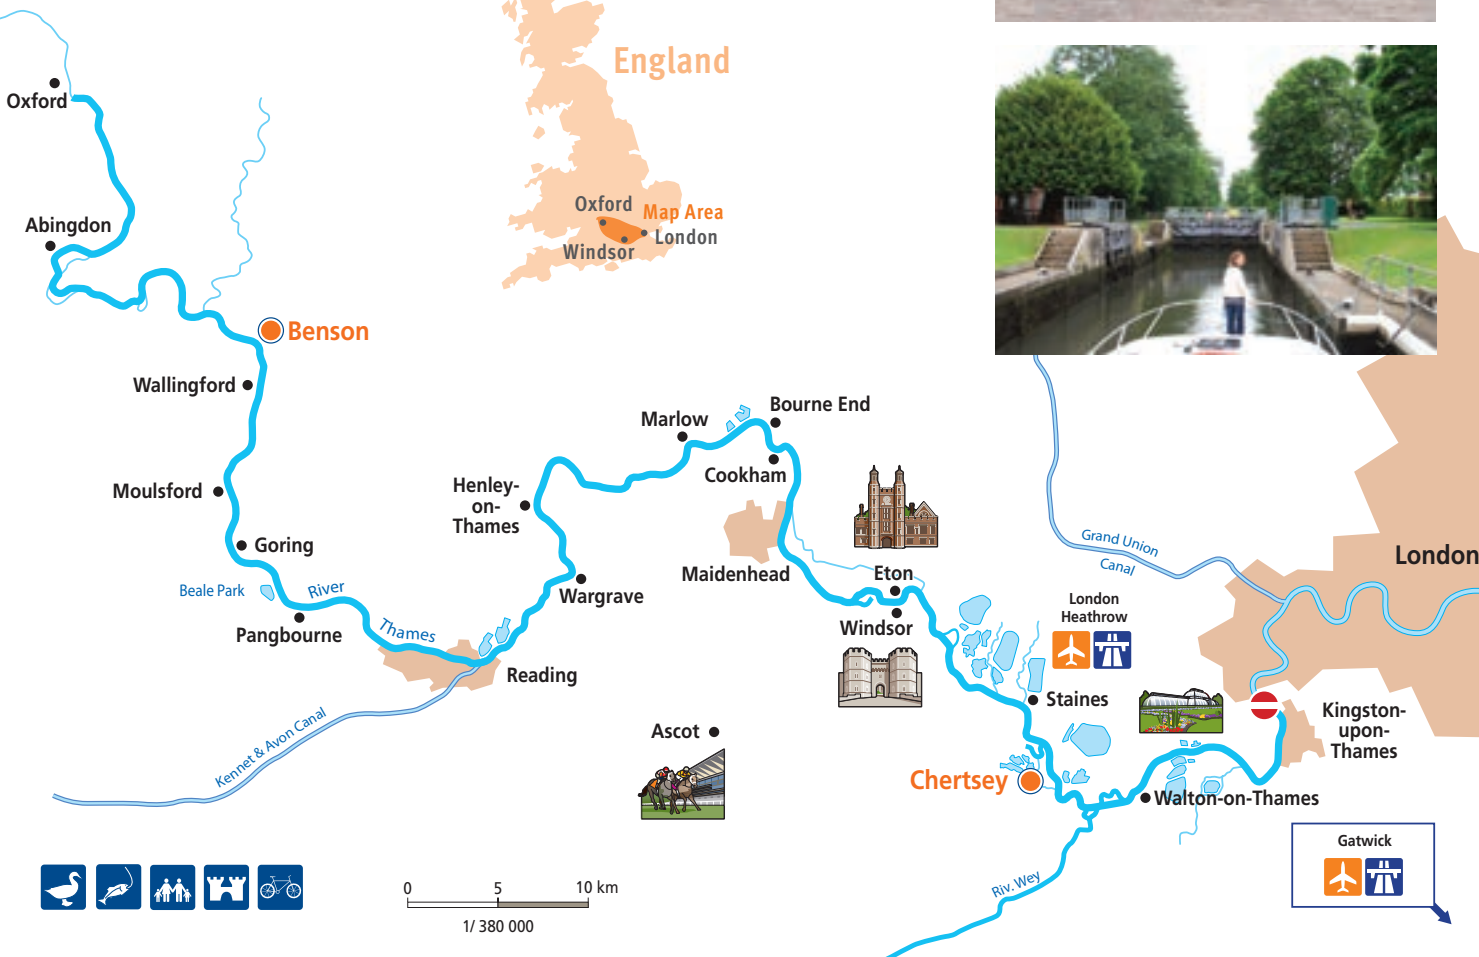 England
Oxford
Abingdon
Oxford
Map Area
London
Windsor
Benson
Wallingford
Marlow
Bourne End
Cookham
Moulsford
Henley-
on-
Thames
Goring
Beale Park
River
Thames
Pangbourne
Wargrave
Reading
Maidenhead
Eton
Windsor
Grand Union
Canal
London
London
Heathrow
Staines
Kingston-
upon-
Thames
Kennet & Avon Canal
Ascot
Chertsey
Walton-on-Thames
Riv. Wey
Gatwick
0 5 10 km
1/ 380 000